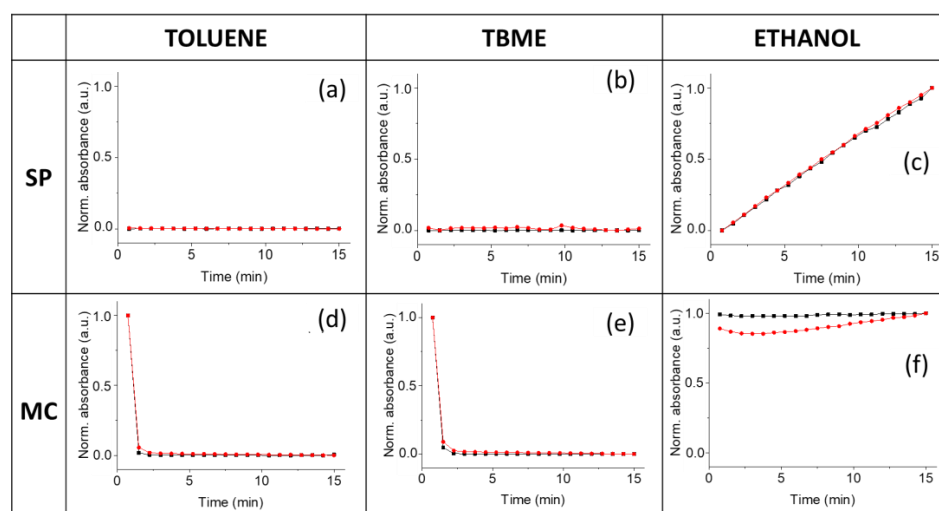 TOLUENE TBME ETHANOL
SP
(a)
Norm. absorbance (a.u.)
1.0
0.5
0.0
0 5 10 15
Time (min)
(b)
Norm. absorbance (a.u.)
1.0
0.5
0.0
0 5 10 15
Time (min)
(c)
Norm. absorbance (a.u.)
1.0
0.5
0.0
0 5 10 15
Time (min)
MC
(d)
Norm. absorbance (a.u.)
1.0
0.5
0.0
0 5 10 15
Time (min)
(e)
Norm. absorbance (a.u.)
1.0
0.5
0.0
0 5 10 15
Time (min)
(f)
Norm. absorbance (a.u.)
1.0
0.5
0.0
0 5 10 15
Time (min)